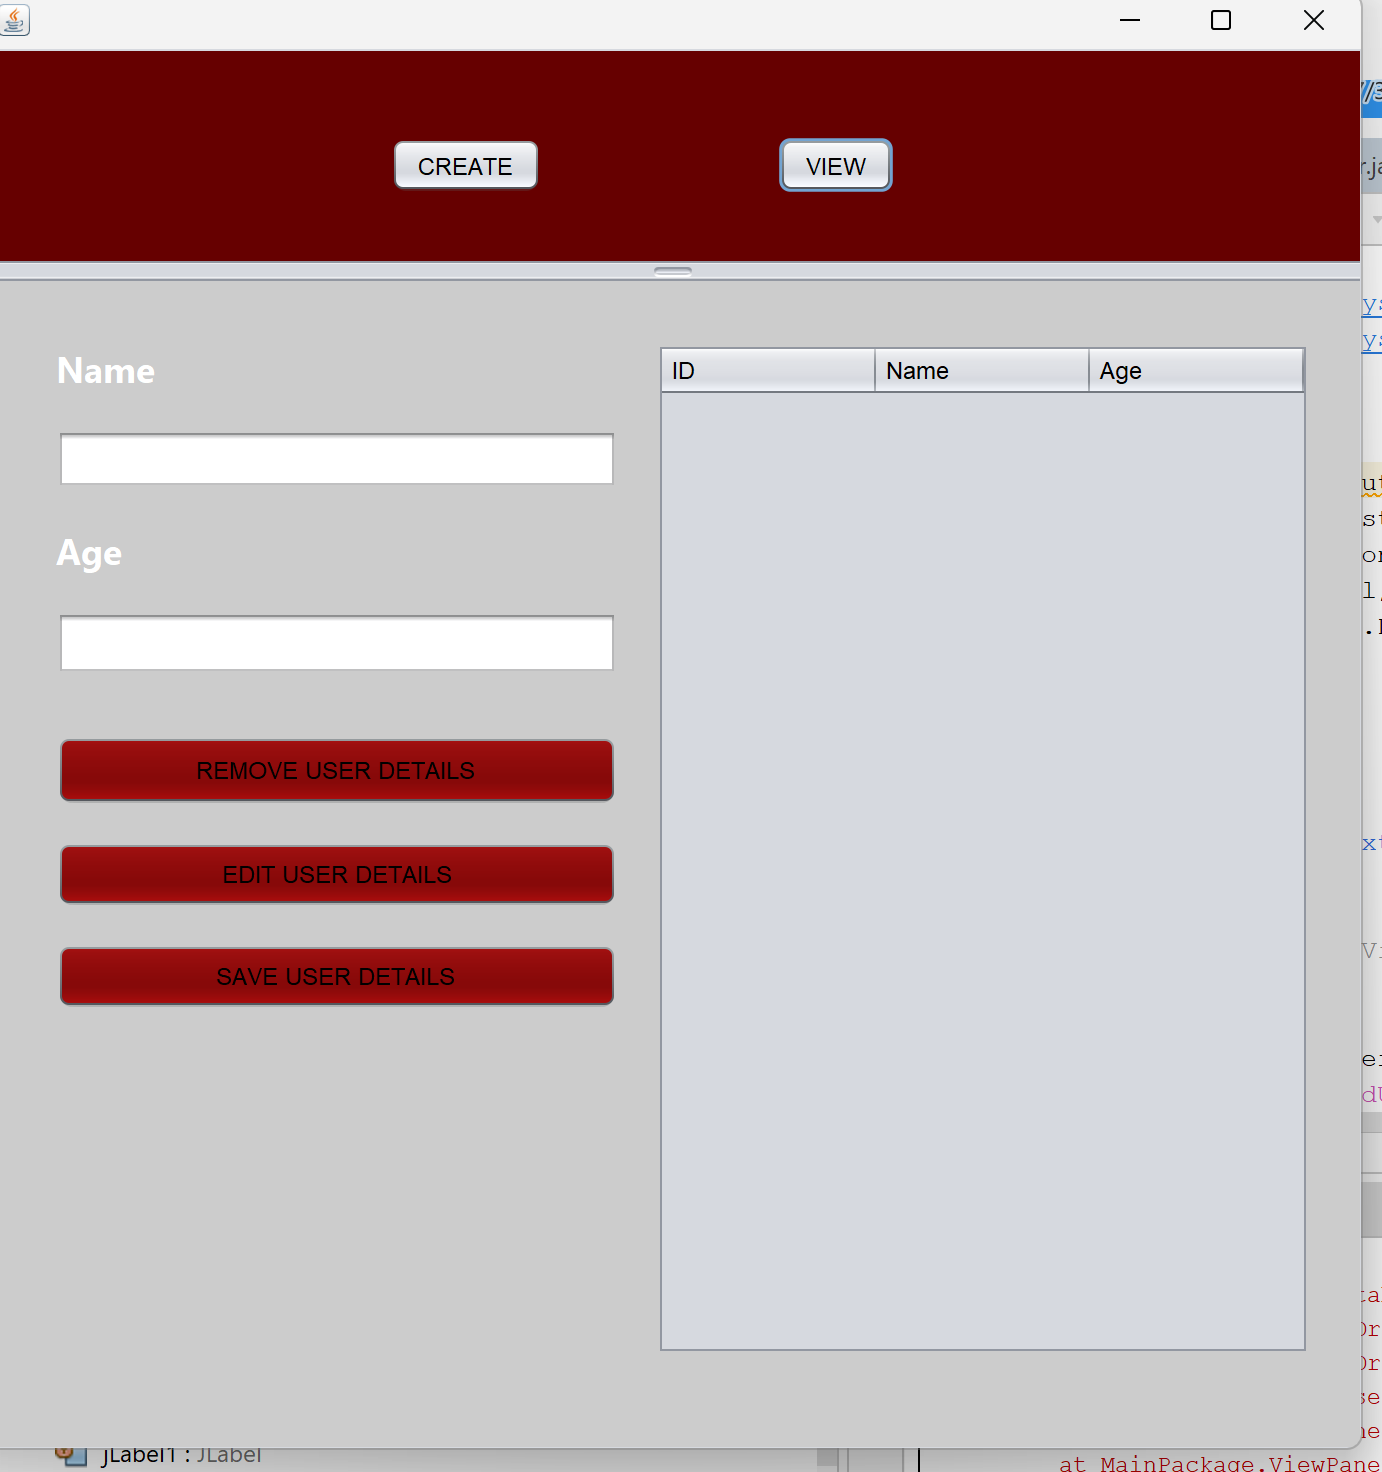 CREATE
VIEW
Name
Age
REMOVE USER DETAILS
EDIT USER DETAILS
SAVE USER DETAILS
ID Name Age
jLabel1 : JLabel
at MainPackage.ViewPane